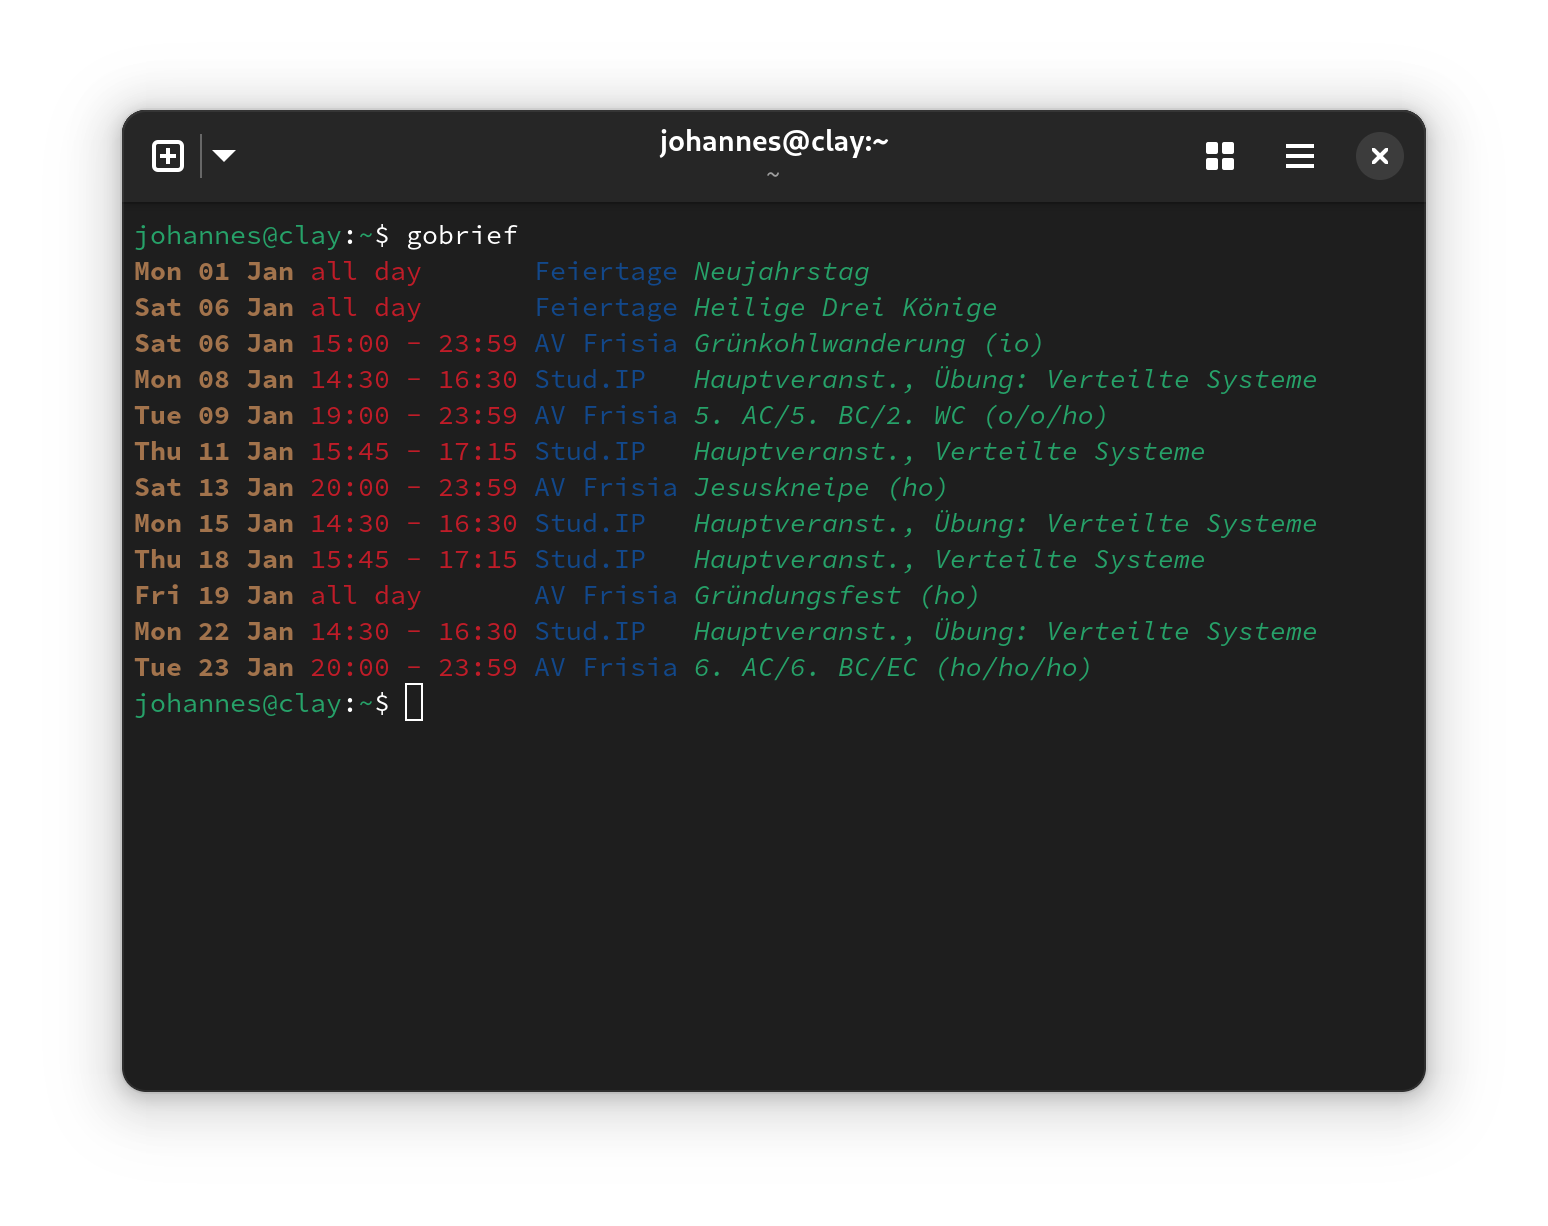 johannes@clay:~
~
johannes@clay:~$ gobrief
Mon 01 Jan all day       Feiertage Neujahrstag
Sat 06 Jan all day       Feiertage Heilige Drei Könige
Sat 06 Jan 15:00 - 23:59 AV Frisia Grünkohlwanderung (io)
Mon 08 Jan 14:30 - 16:30 Stud.IP   Hauptveranst., Übung: Verteilte Systeme
Tue 09 Jan 19:00 - 23:59 AV Frisia 5. AC/5. BC/2. WC (o/o/ho)
Thu 11 Jan 15:45 - 17:15 Stud.IP   Hauptveranst., Verteilte Systeme
Sat 13 Jan 20:00 - 23:59 AV Frisia Jesuskneipe (ho)
Mon 15 Jan 14:30 - 16:30 Stud.IP   Hauptveranst., Übung: Verteilte Systeme
Thu 18 Jan 15:45 - 17:15 Stud.IP   Hauptveranst., Verteilte Systeme
Fri 19 Jan all day       AV Frisia Gründungsfest (ho)
Mon 22 Jan 14:30 - 16:30 Stud.IP   Hauptveranst., Übung: Verteilte Systeme
Tue 23 Jan 20:00 - 23:59 AV Frisia 6. AC/6. BC/EC (ho/ho/ho)
johannes@clay:~$